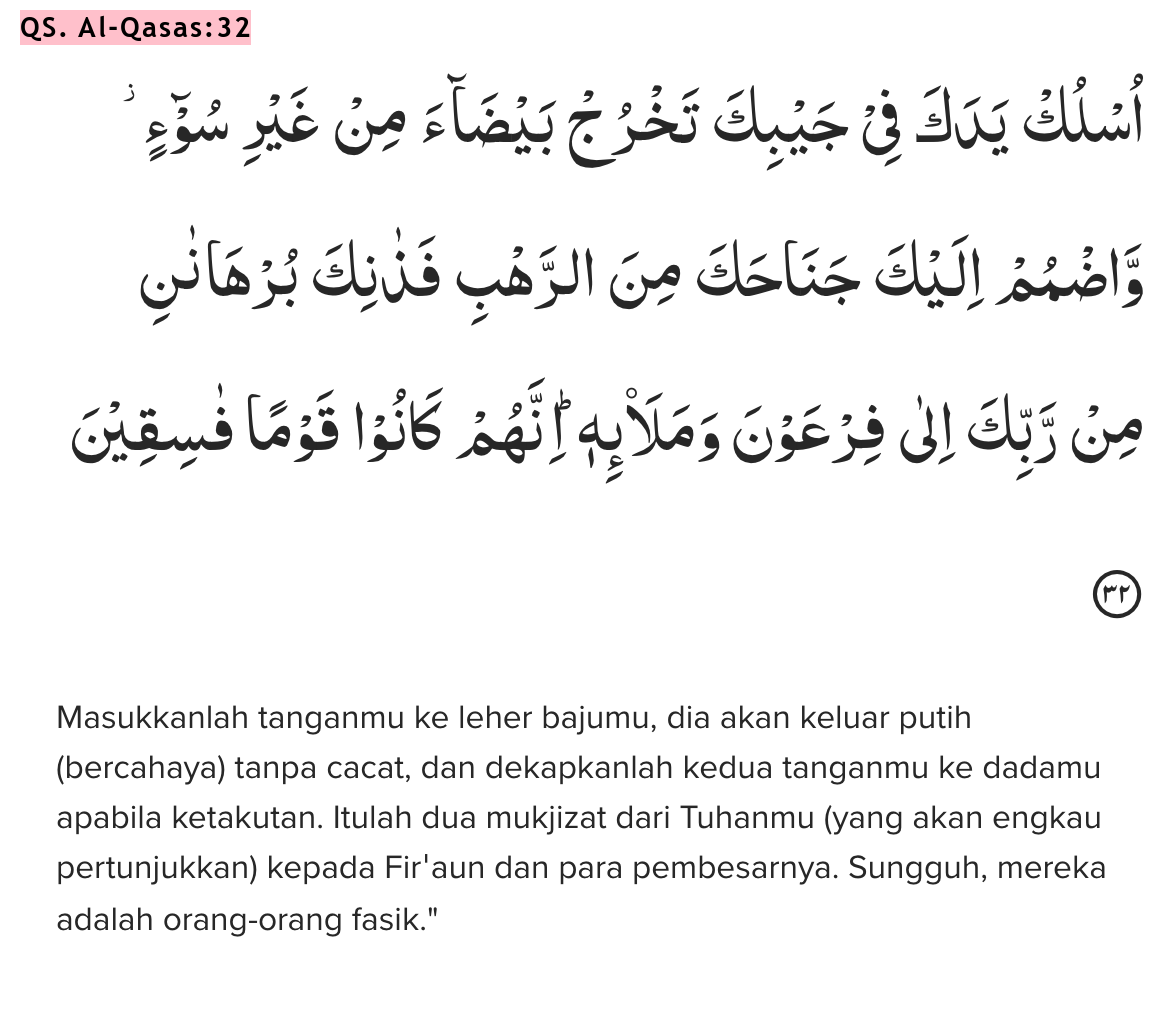 QS. Al-Qasas:32
اُسْلُكْ يَدَكَ فِيْ جَيْبِكَ تَخْرُجْ بَيْضَاۤءَ مِنْ غَيْرِ سُوْۤءٍ ۖ
وَّاضْمُمْ اِلَيْكَ جَنَاحَكَ مِنَ الرَّهْبِ فَذٰنِكَ بُرْهَانٰنِ
مِنْ رَّبِّكَ اِلٰى فِرْعَوْنَ وَمَلَا۟ىِٕهٖۗ اِنَّهُمْ كَانُوْا قَوْمًا فٰسِقِيْنَ
٣٢
Masukkanlah tanganmu ke leher bajumu, dia akan keluar putih
(bercahaya) tanpa cacat, dan dekapkanlah kedua tanganmu ke dadamu
apabila ketakutan. Itulah dua mukjizat dari Tuhanmu (yang akan engkau
pertunjukkan) kepada Fir'aun dan para pembesarnya. Sungguh, mereka
adalah orang-orang fasik."